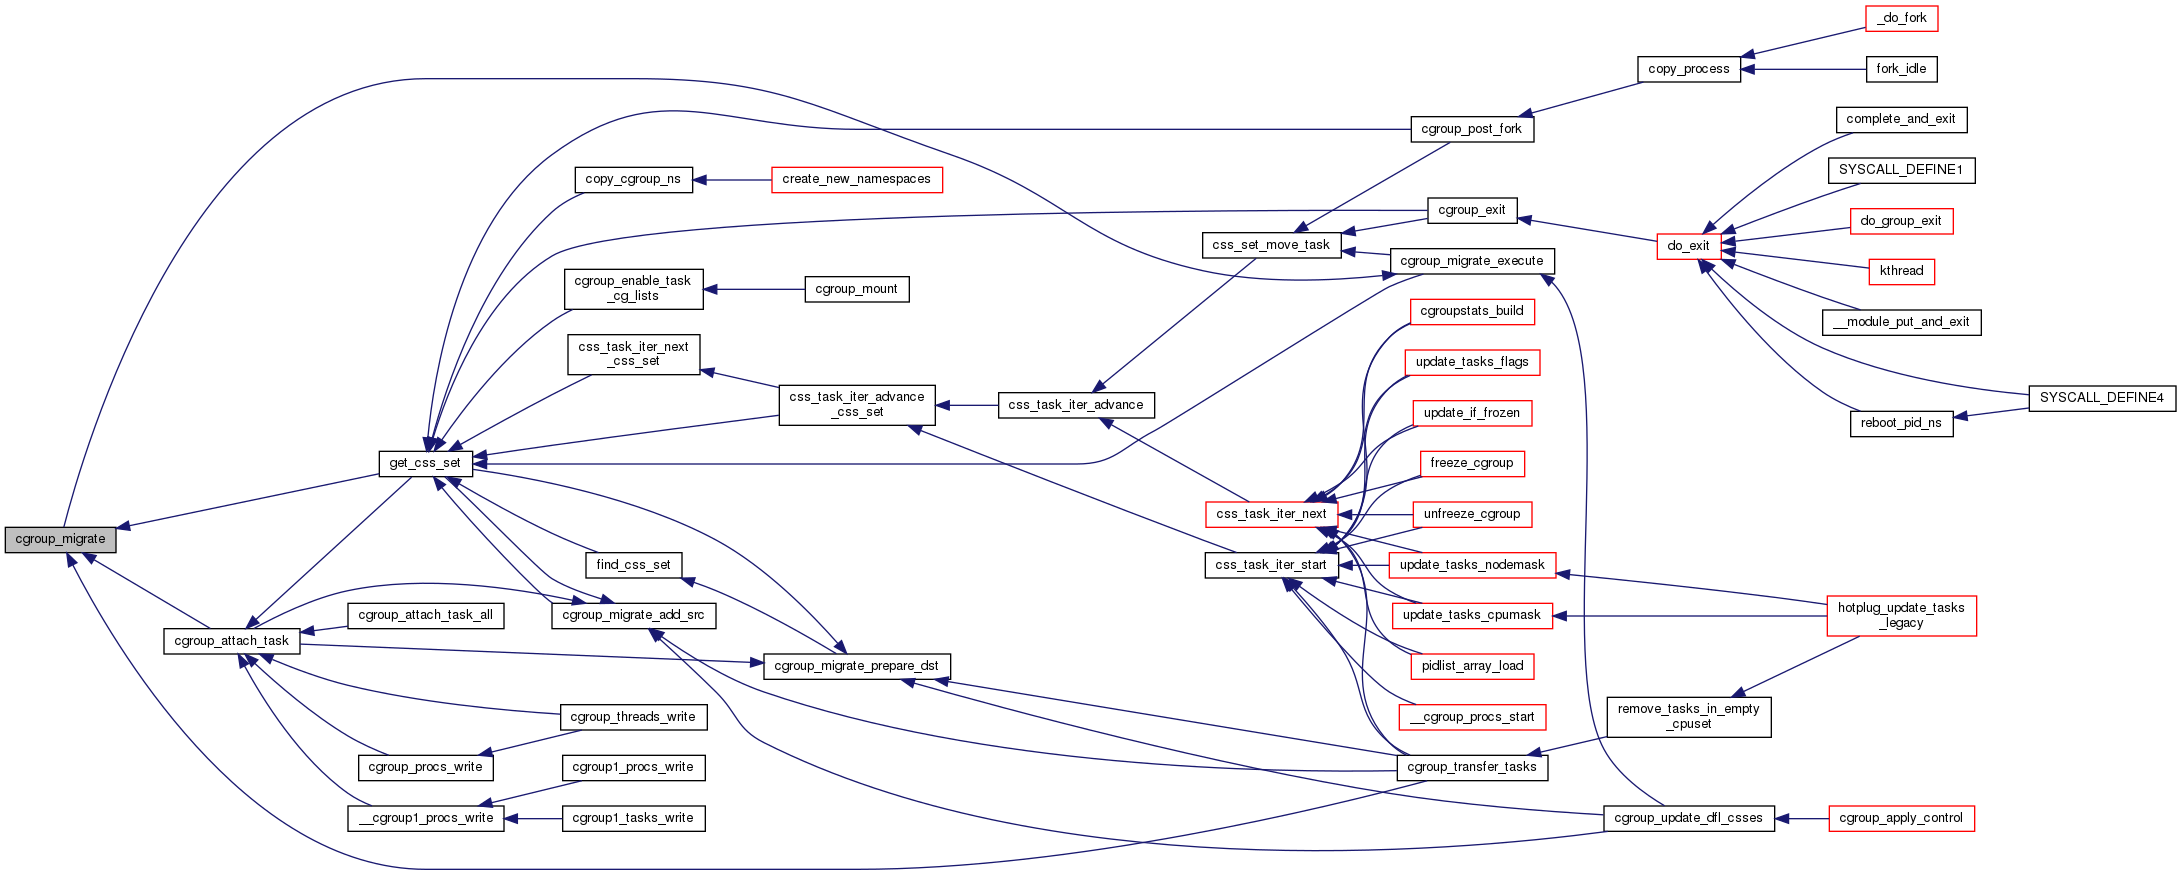 _do_fork
copy_process
fork_idle
complete_and_exit
cgroup_post_fork
SYSCALL_DEFINE1
copy_cgroup_ns
create_new_namespaces
cgroup_exit
do_group_exit
css_set_move_task
do_exit
cgroup_migrate_execute
kthread
cgroup_enable_task
_cg_lists
cgroup_mount
cgroupstats_build
__module_put_and_exit
css_task_iter_next
_css_set
update_tasks_flags
css_task_iter_advance
_css_set
css_task_iter_advance
update_if_frozen
SYSCALL_DEFINE4
reboot_pid_ns
get_css_set
freeze_cgroup
css_task_iter_next
unfreeze_cgroup
cgroup_migrate
find_css_set
css_task_iter_start
update_tasks_nodemask
cgroup_attach_task_all
cgroup_migrate_add_src
update_tasks_cpumask
hotplug_update_tasks
_legacy
cgroup_attach_task
cgroup_migrate_prepare_dst
pidlist_array_load
cgroup_threads_write
__cgroup_procs_start
remove_tasks_in_empty
_cpuset
cgroup_procs_write
cgroup1_procs_write
cgroup_transfer_tasks
__cgroup1_procs_write
cgroup1_tasks_write
cgroup_update_dfl_csses
cgroup_apply_control